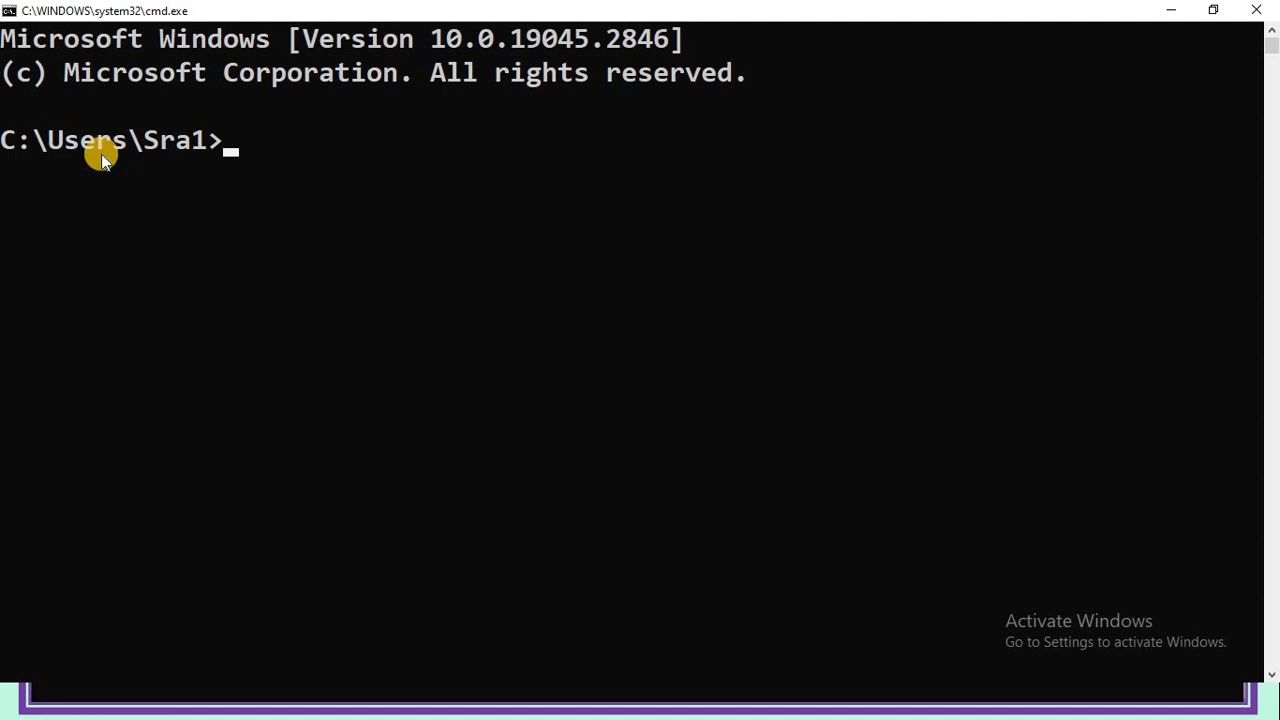 C:\WINDOWS\system32\cmd.exe
Microsoft Windows [Version 10.0.19045.2846]
(c) Microsoft Corporation. All rights reserved.
C:\Users\Sra1>
Activate Windows
Go to Settings to activate Windows.